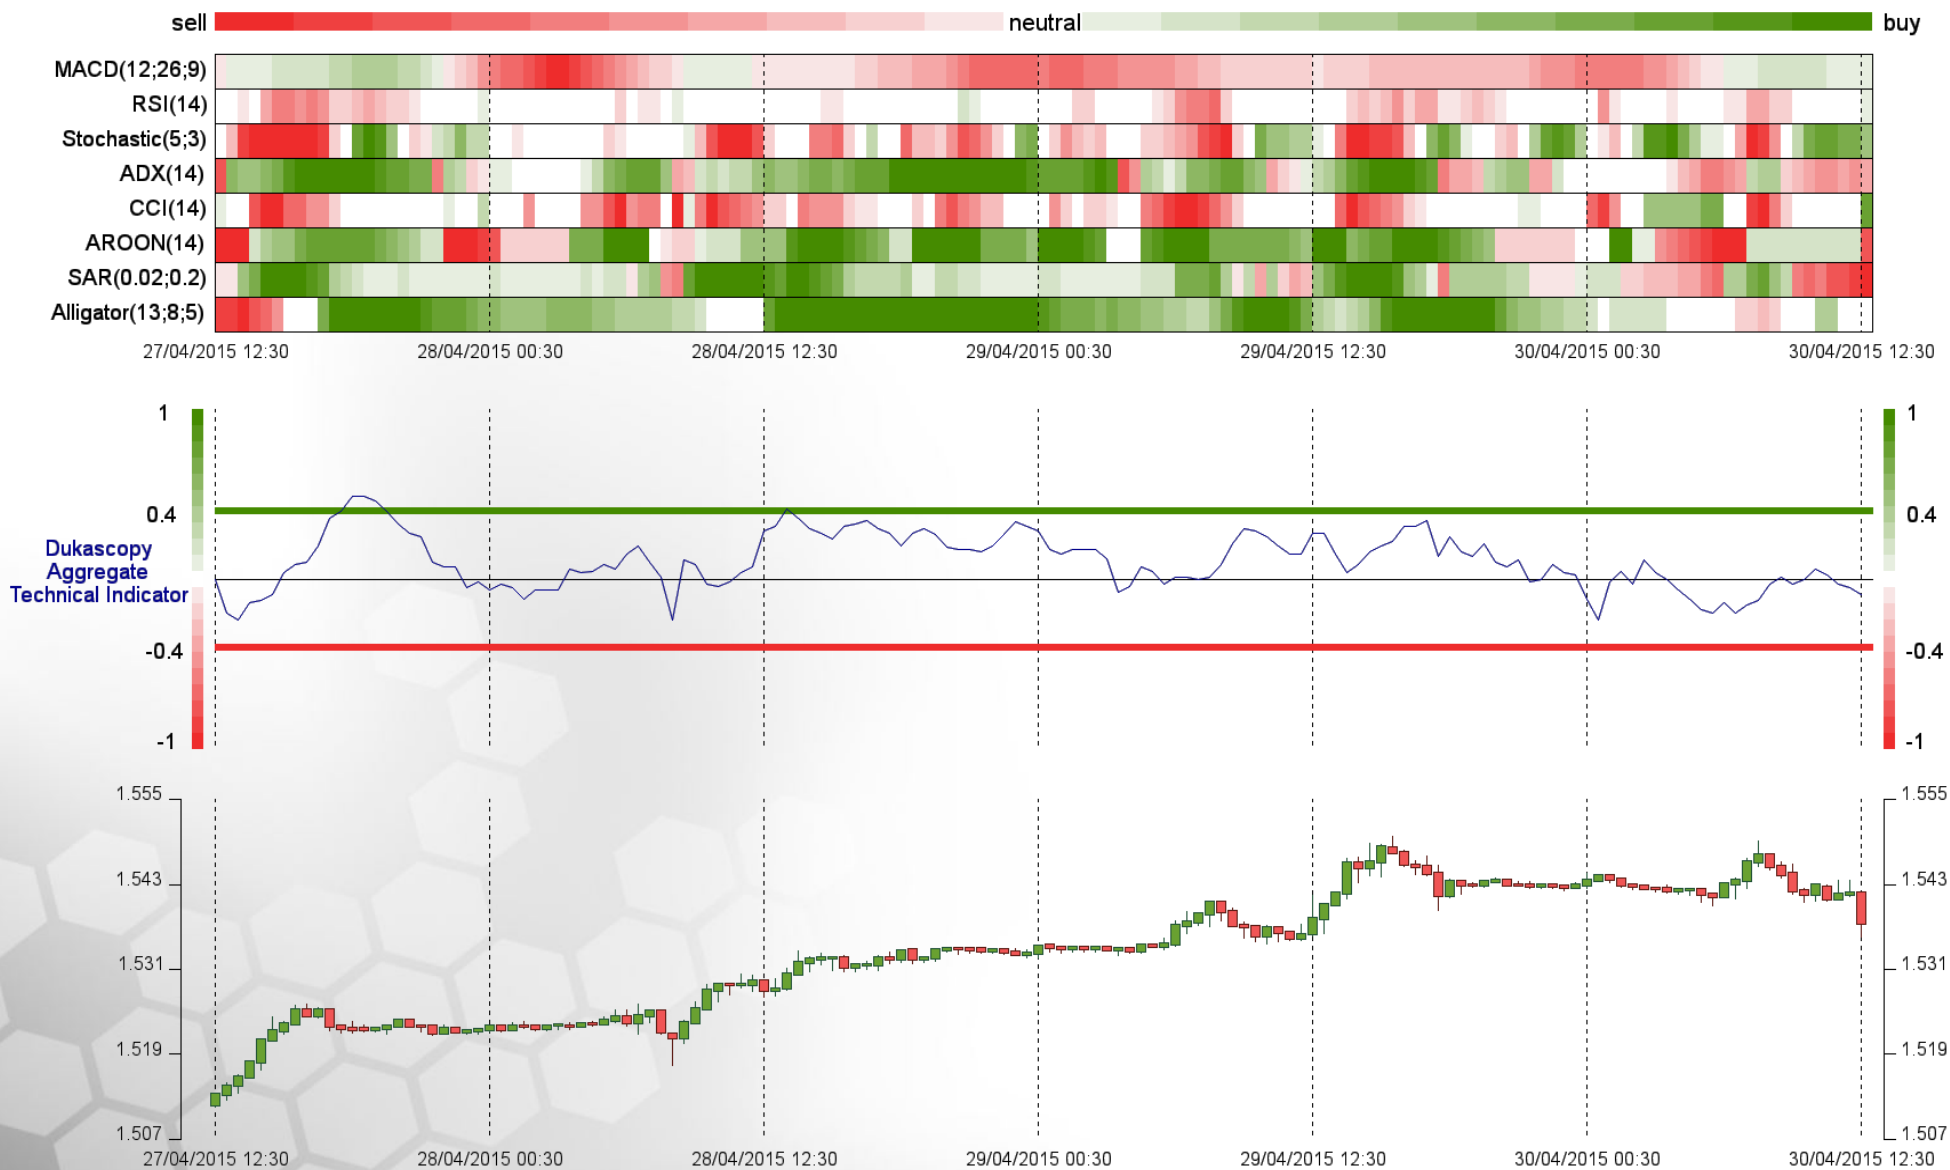 sell neutral buy
MACD(12;26;9)
RSI(14)
Stochastic(5;3)
ADX(14)
CCI(14)
AROON(14)
SAR(0.02;0.2)
Alligator(13;8;5)
27/04/2015 12:30 28/04/2015 00:30 28/04/2015 12:30 29/04/2015 00:30 29/04/2015 12:30 30/04/2015 00:30 30/04/2015 12:30
1 1
0.4 0.4
Dukascopy
Aggregate
Technical Indicator
-0.4 -0.4
-1 -1
1.555 1.555
1.543 1.543
1.531 1.531
1.519 1.519
1.507 1.507
27/04/2015 12:30 28/04/2015 00:30 28/04/2015 12:30 29/04/2015 00:30 29/04/2015 12:30 30/04/2015 00:30 30/04/2015 12:30